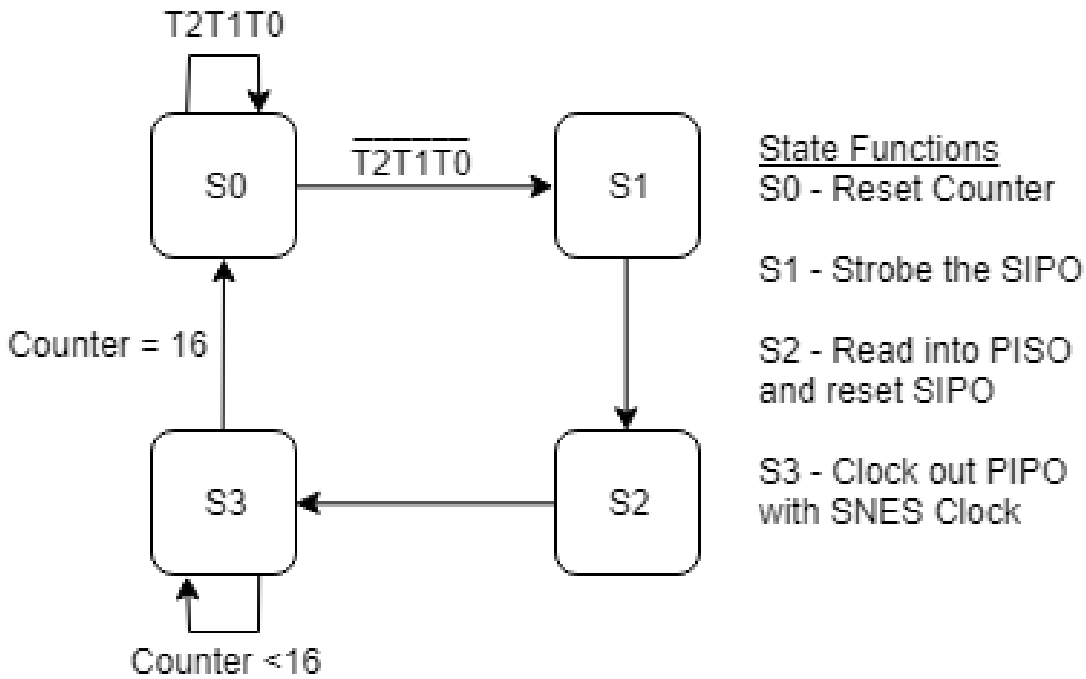 T2T1T0
S0
T2T1T0
S1
State Functions
S0 - Reset Counter
S1 - Strobe the SIPO
Counter = 16
S2 - Read into PISO
and reset SIPO
S3
S2
S3 - Clock out PIPO
with SNES Clock
Counter <16